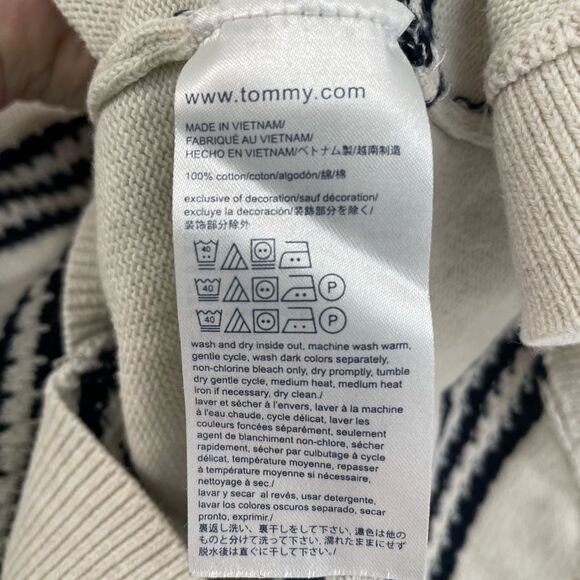 www.tommy.com
MADE IN VIETNAM/
FABRIQUÉ AU VIETNAM/
HECHO EN VIETNAM/ベトナム製/越南制造
100% cotton/coton/algodón/綿/棉
exclusive of decoration/sauf décoration/
excluye la decoración/装飾部分を除く/
装饰部分除外
40
40 P
40 P
wash and dry inside out, machine wash warm,
gentle cycle, wash dark colors separately,
non-chlorine bleach only, dry promptly, tumble
dry gentle cycle, medium heat, medium heat
iron if necessary, dry clean./
laver et sécher à l'envers, laver à la machine
à l'eau chaude, cycle délicat, laver les
couleurs foncées séparément, seulement
agent de blanchiment non-chlore, sécher
rapidement, sécher par culbutage à cycle
délicat, température moyenne, repasser
à température moyenne si nécessaire,
nettoyage à sec./
lavar y secar al revés, usar detergente,
lavar los colores oscuros separado, secar
pronto, exprimir./
裏返し洗い、裏干しをして下さい. 濃色は他の
ものと分けて洗って下さい. 濡れたままにせず
脱水後は直ぐに干して下さい.